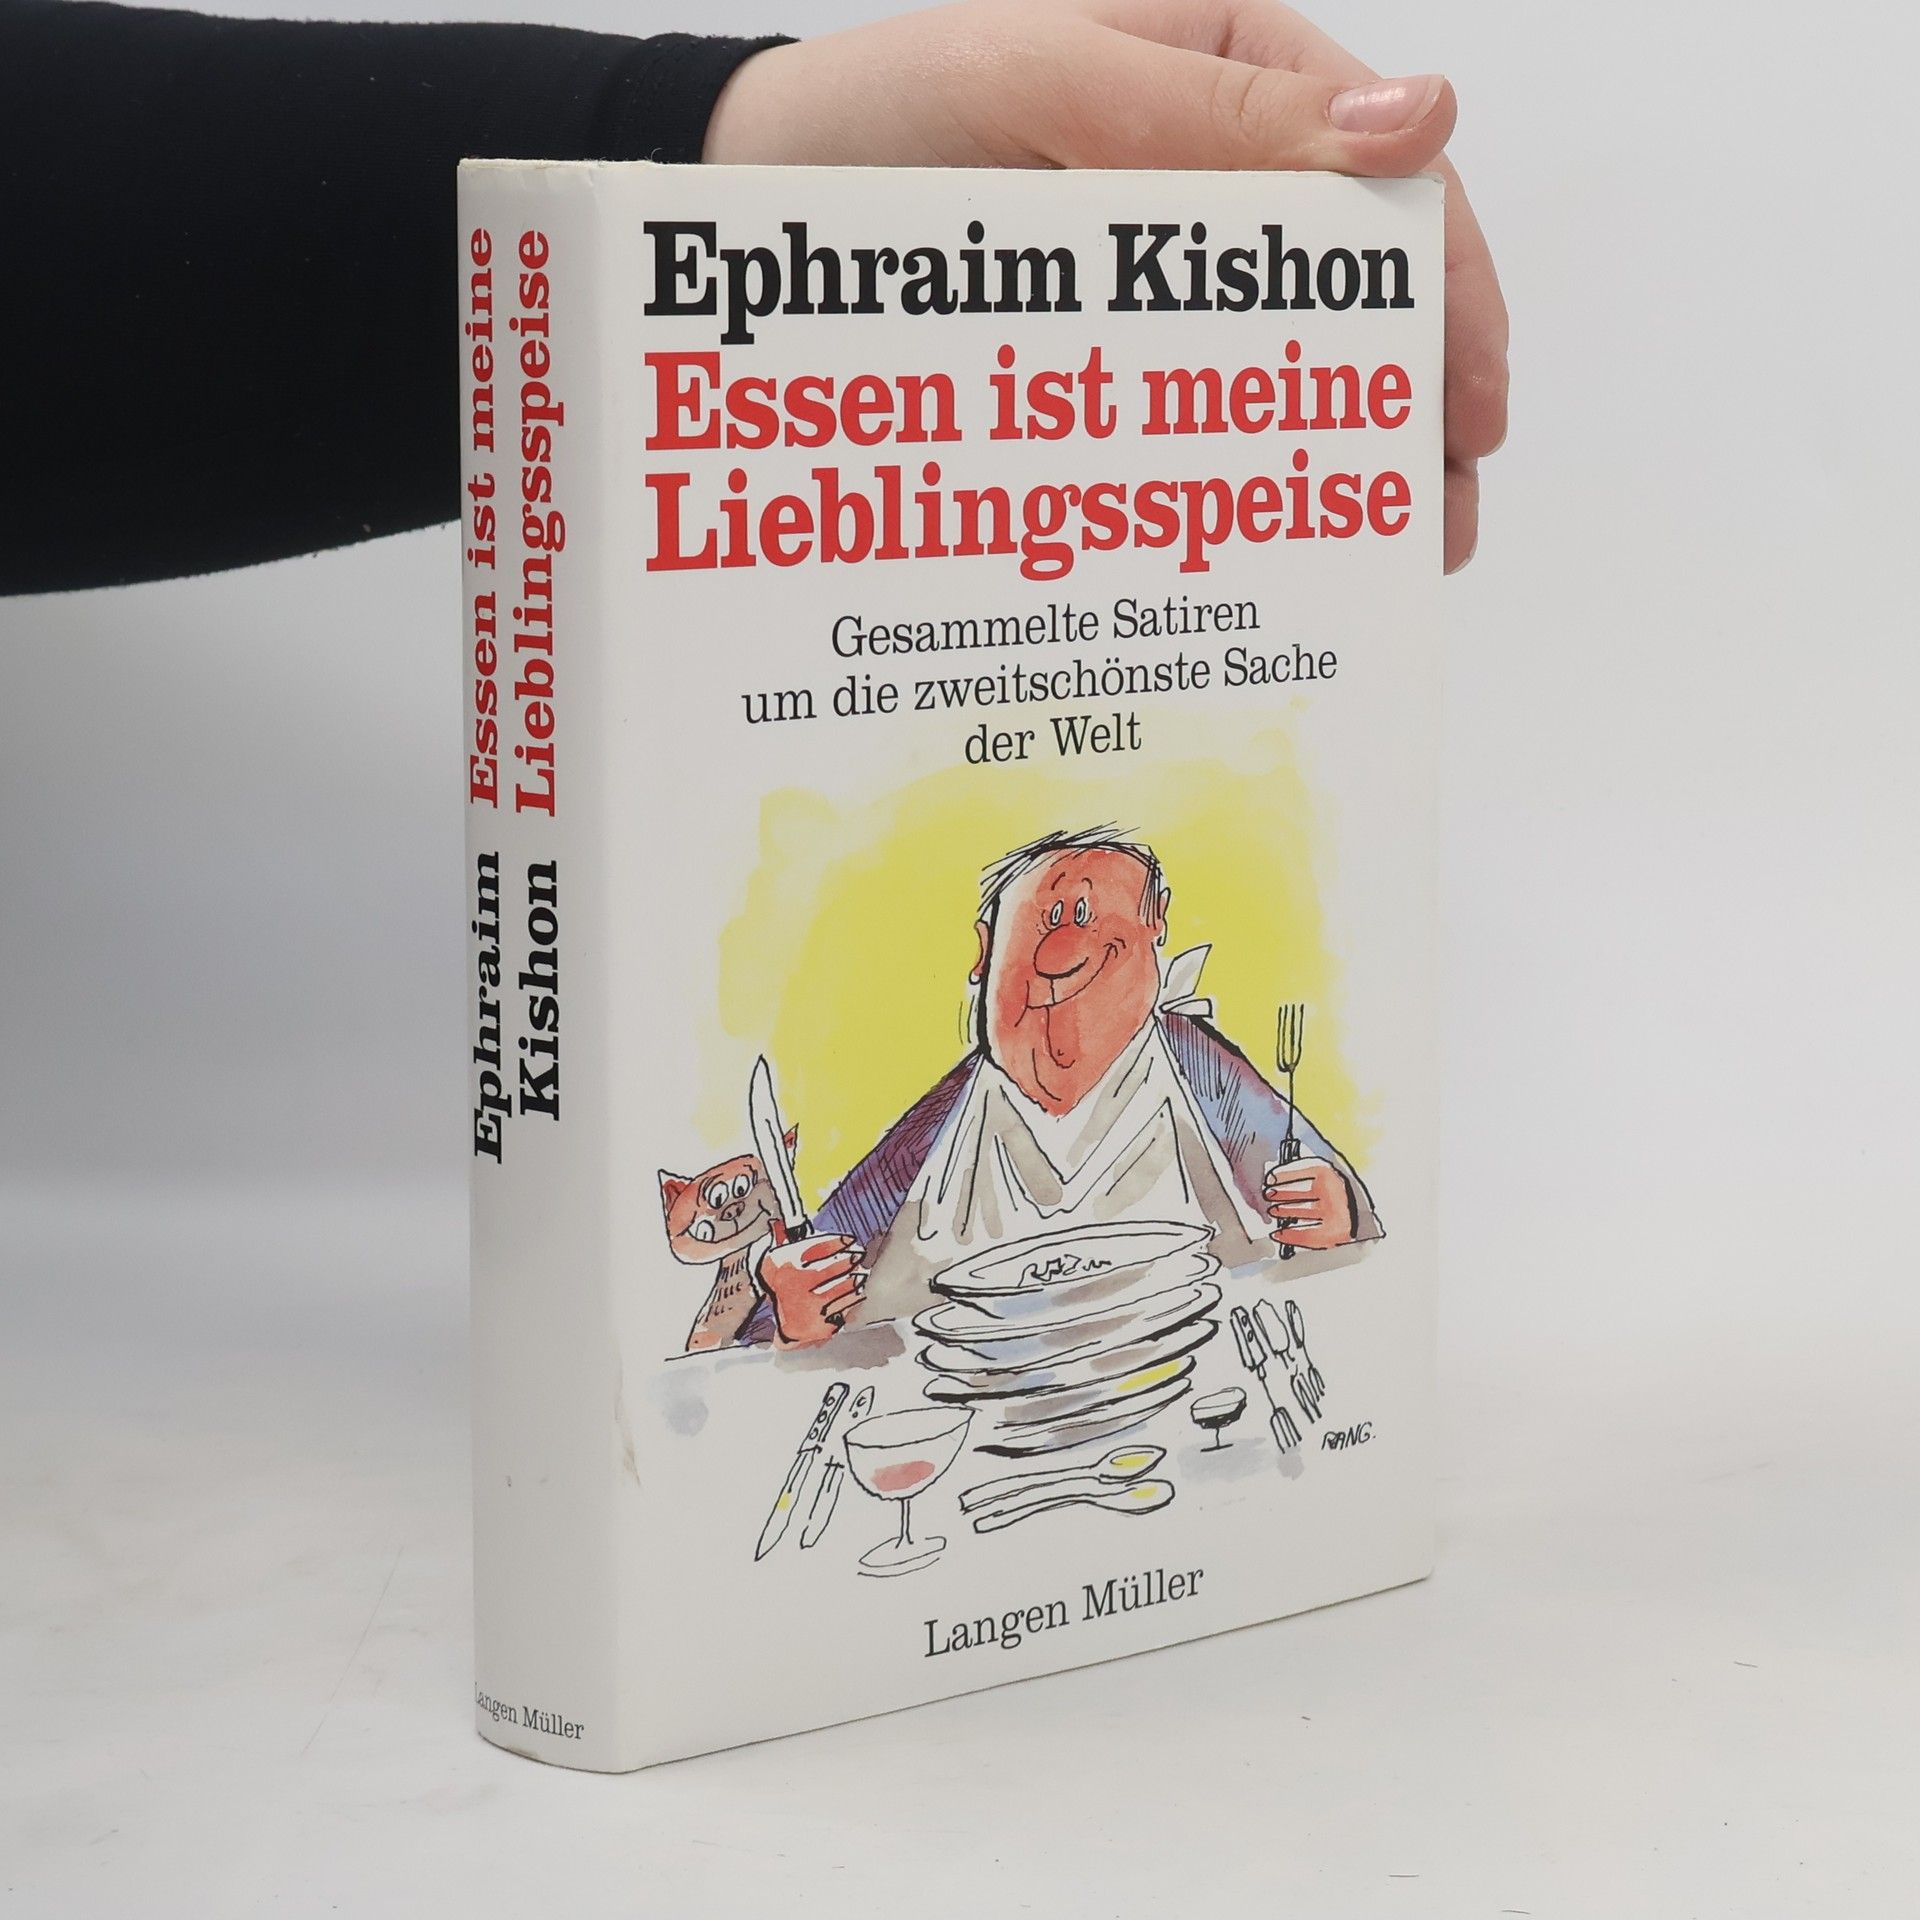 Ephraim Kishon
Essen ist meine
Lieblingsspeise
Gesammelte Satiren
um die zweitschönste Sache
der Welt
RANG.
Langen Müller
Ephraim Essen ist meine
Kishon Lieblingsspeise
Langen Müller